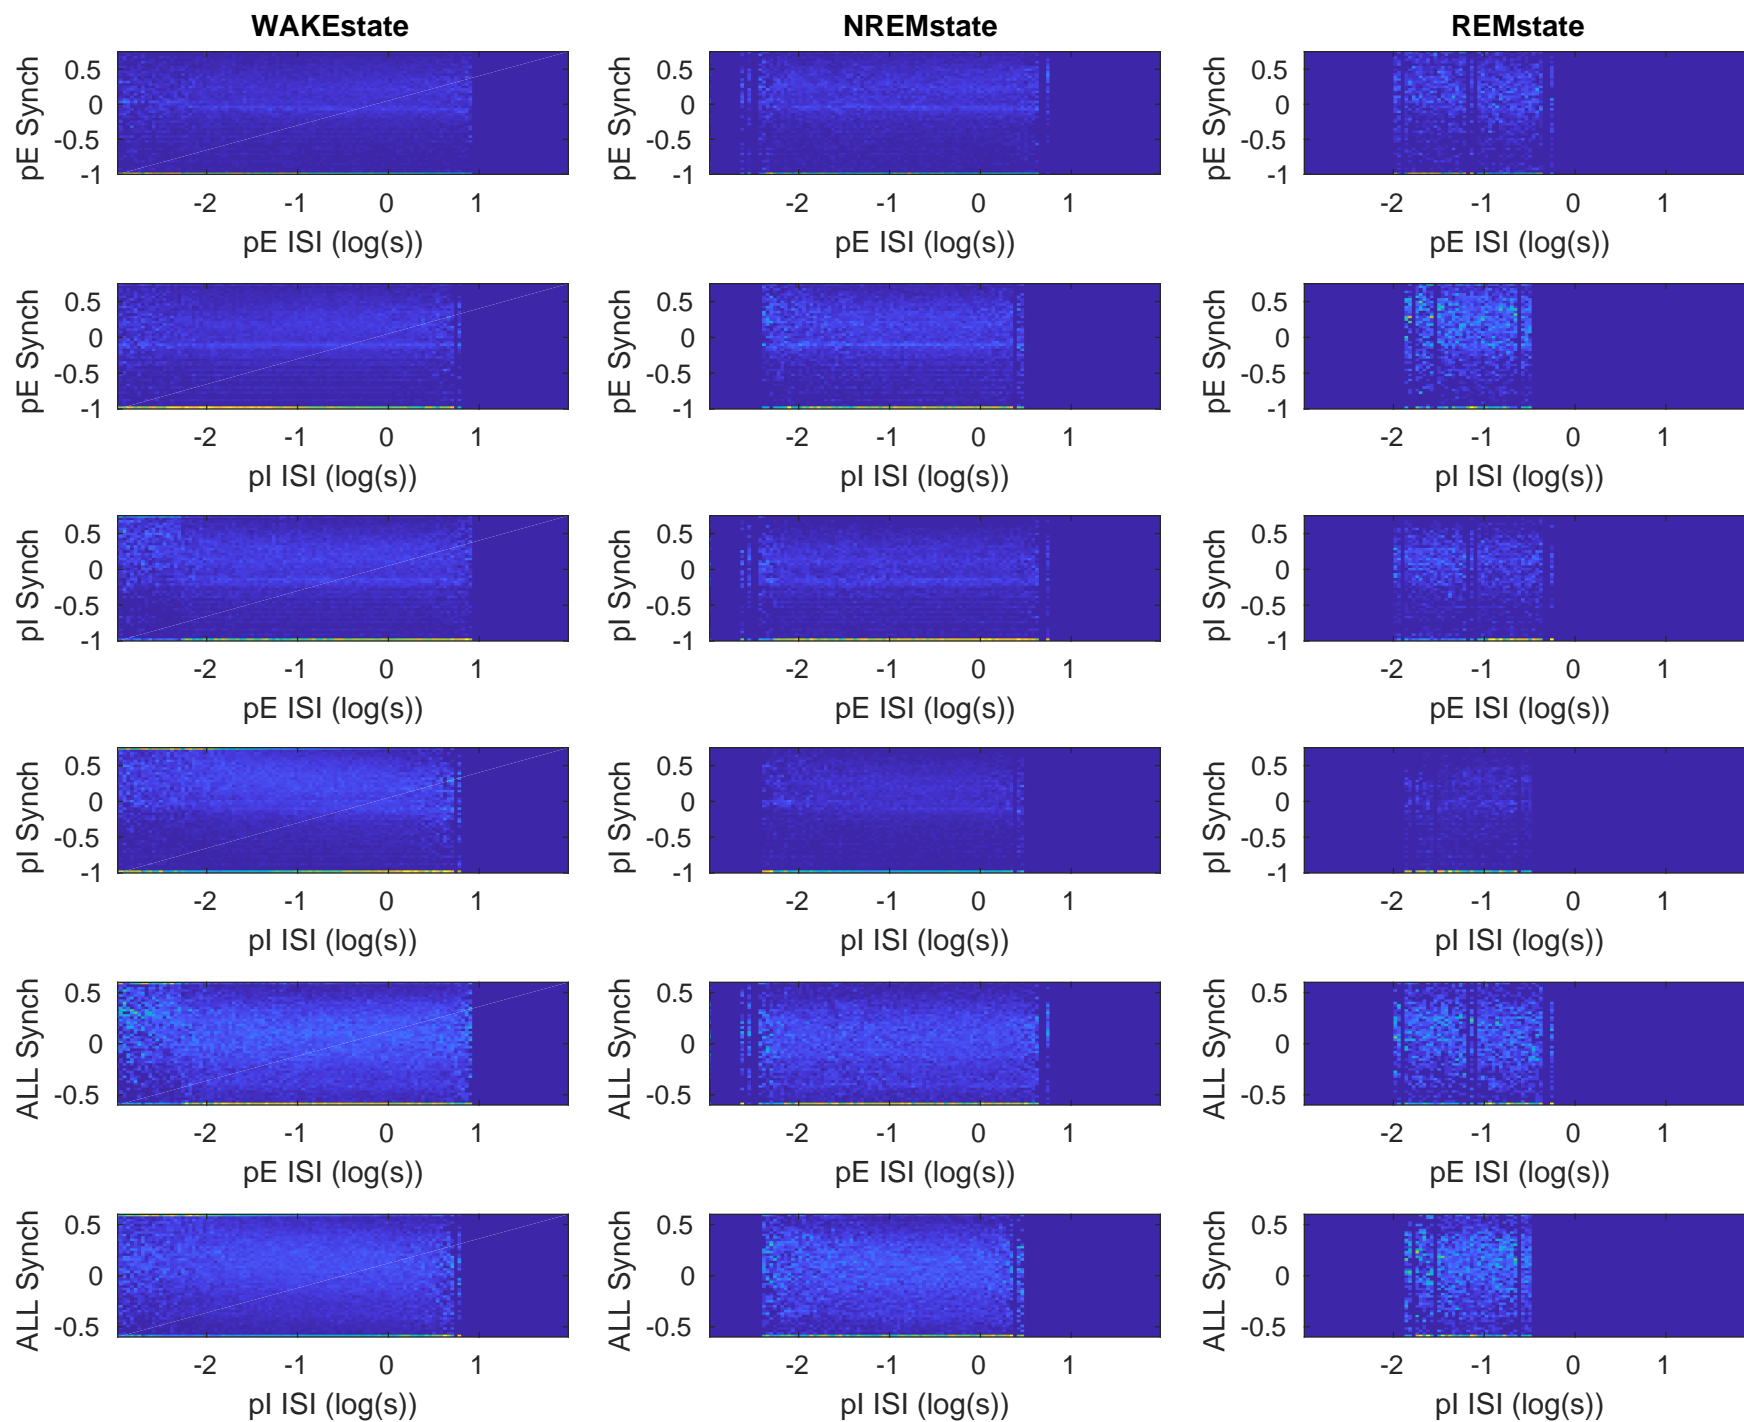 WAKEstate NREMstate REMstate
0.5 0.5 0.5
0 0 0
-0.5 -0.5 -0.5
-1 -1 -1
pE Synch pE Synch pE Synch
-2 -1 0 1 -2 -1 0 1 -2 -1 0 1
pE ISI (log(s)) pE ISI (log(s)) pE ISI (log(s))
0.5 0.5 0.5
0 0 0
-0.5 -0.5 -0.5
-1 -1 -1
pE Synch pE Synch pE Synch
-2 -1 0 1 -2 -1 0 1 -2 -1 0 1
pI ISI (log(s)) pI ISI (log(s)) pI ISI (log(s))
0.5 0.5 0.5
0 0 0
-0.5 -0.5 -0.5
-1 -1 -1
pI Synch pI Synch pI Synch
-2 -1 0 1 -2 -1 0 1 -2 -1 0 1
pE ISI (log(s)) pE ISI (log(s)) pE ISI (log(s))
0.5 0.5 0.5
0 0 0
-0.5 -0.5 -0.5
-1 -1 -1
pI Synch pI Synch pI Synch
-2 -1 0 1 -2 -1 0 1 -2 -1 0 1
pI ISI (log(s)) pI ISI (log(s)) pI ISI (log(s))
0.5 0.5 0.5
0 0 0
-0.5 -0.5 -0.5
ALL Synch ALL Synch ALL Synch
-2 -1 0 1 -2 -1 0 1 -2 -1 0 1
pE ISI (log(s)) pE ISI (log(s)) pE ISI (log(s))
0.5 0.5 0.5
0 0 0
-0.5 -0.5 -0.5
ALL Synch ALL Synch ALL Synch
-2 -1 0 1 -2 -1 0 1 -2 -1 0 1
pI ISI (log(s)) pI ISI (log(s)) pI ISI (log(s))